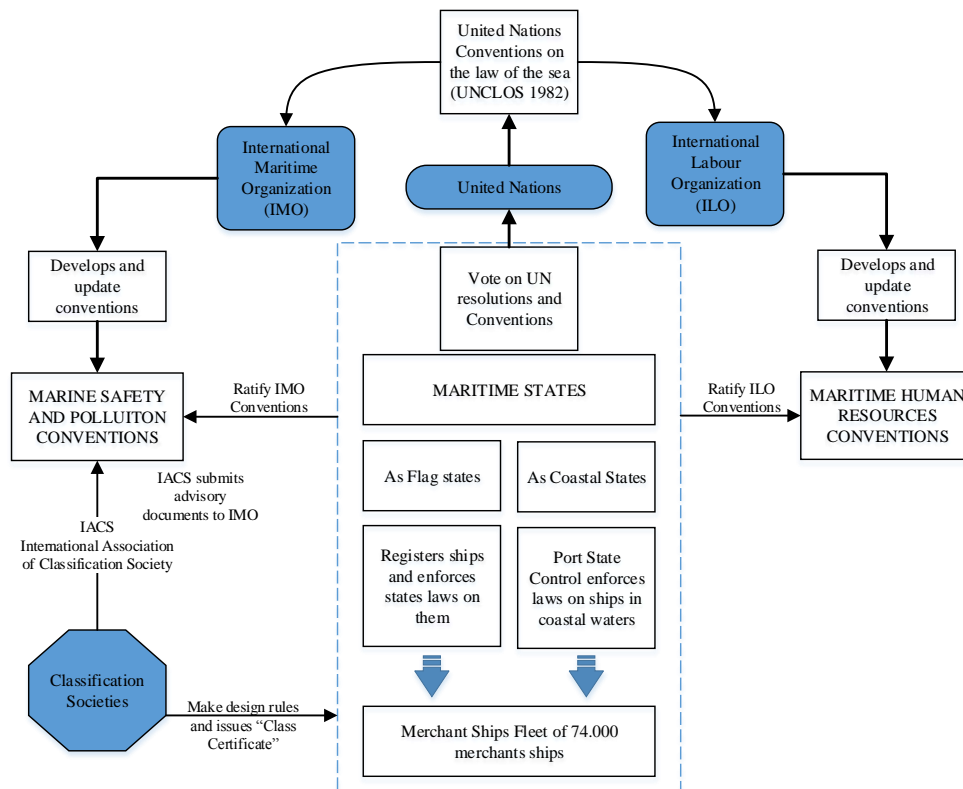 United Nations
Conventions on
the law of the sea
(UNCLOS 1982)
International
Maritime
Organization
(IMO)
United Nations
International
Labour
Organization
(ILO)
Develops and
update
conventions
Vote on UN
resolutions and
Conventions
Develops and
update
conventions
MARINE SAFETY
AND POLLUITON
CONVENTIONS
Ratify IMO
Conventions
MARITIME STATES
Ratify ILO
Conventions
MARITIME HUMAN
RESOURCES
CONVENTIONS
As Flag states
As Coastal States
IACS submits
advisory
documents to IMO
IACS
International Association
of Classification Society
Registers ships
and enforces
states laws on
them
Port State
Control enforces
laws on ships in
coastal waters
Classification
Societies
Make design rules
and issues “Class
Certificate”
Merchant Ships Fleet of 74.000
merchants ships